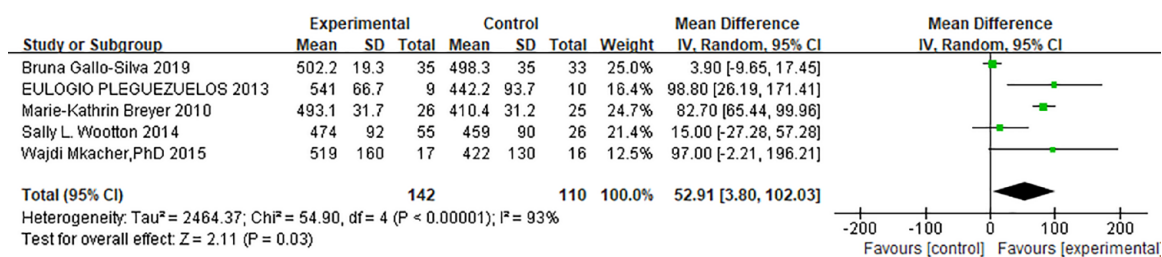 Experimental Control Mean Difference Mean Difference
Study or Subgroup Mean SD Total Mean SD Total Weight IV, Random, 95% CI IV, Random, 95% CI
Bruna Gallo-Silva 2019 502.2 19.3 35 498.3 35 33 25.0% 3.90 [-9.65, 17.45]
EULOGIO PLEGUEZUELOS 2013 541 66.7 9 442.2 93.7 10 16.4% 98.80 [26.19, 171.41]
Marie-Kathrin Breyer 2010 493.1 31.7 26 410.4 31.2 25 24.7% 82.70 [65.44, 99.96]
Sally L. Wootton 2014 474 92 55 459 90 26 21.4% 15.00 [-27.28, 57.28]
Wajdi Mkacher,PhD 2015 519 160 17 422 130 16 12.5% 97.00 [-2.21, 196.21]
Total (95% CI) 142 110 100.0% 52.91 [3.80, 102.03]
Heterogeneity: Tau² = 2464.37; Chi² = 54.90, df = 4 (P < 0.00001); I² = 93%
Test for overall effect: Z = 2.11 (P = 0.03)
-200 -100 0 100 200
Favours [control] Favours [experimental]